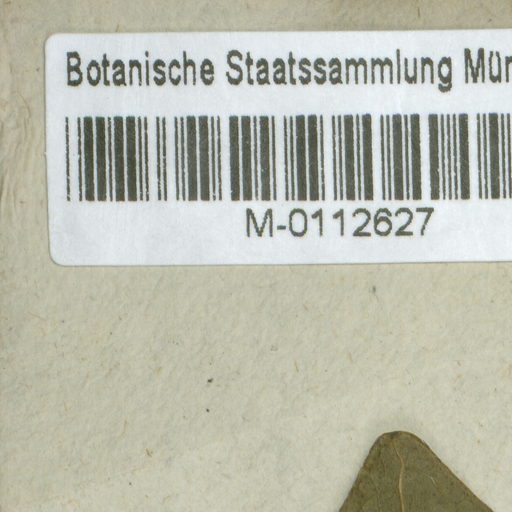 Botanische Staatssammlung Mün
M-0112627